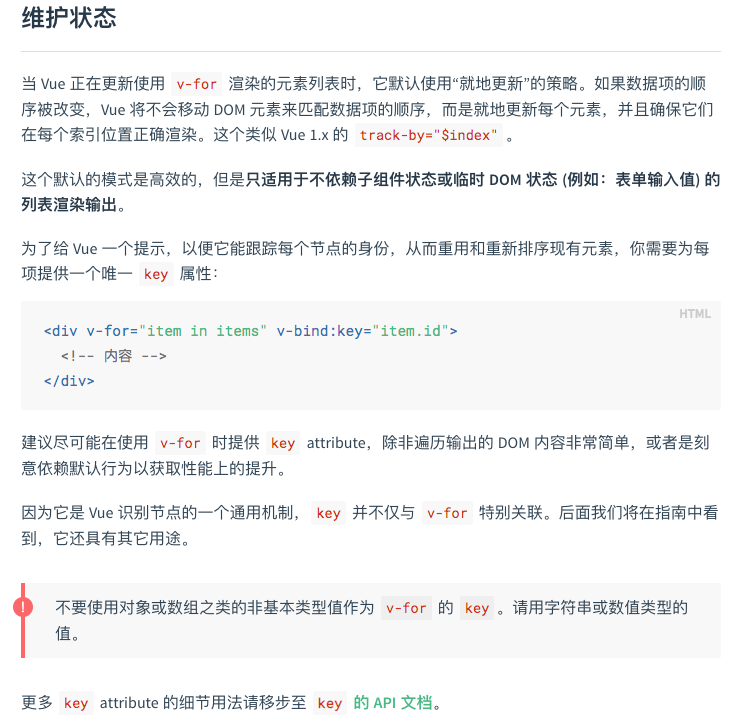 维护状态
当 Vue 正在更新使用 v-for 渲染的元素列表时，它默认使用“就地更新”的策略。如果数据项的顺
序被改变，Vue 将不会移动 DOM 元素来匹配数据项的顺序，而是就地更新每个元素，并且确保它们
在每个索引位置正确渲染。这个类似 Vue 1.x 的 track-by="$index" 。
这个默认的模式是高效的，但是只适用于不依赖子组件状态或临时 DOM 状态 (例如：表单输入值) 的
列表渲染输出。
为了给 Vue 一个提示，以便它能跟踪每个节点的身份，从而重用和重新排序现有元素，你需要为每
项提供一个唯一 key 属性：
HTML
<div v-for="item in items" v-bind:key="item.id">
  <!-- 内容 -->
</div>
建议尽可能在使用 v-for 时提供 key attribute，除非遍历输出的 DOM 内容非常简单，或者是刻
意依赖默认行为以获取性能上的提升。
因为它是 Vue 识别节点的一个通用机制， key 并不仅与 v-for 特别关联。后面我们将在指南中看
到，它还具有其它用途。
!
不要使用对象或数组之类的非基本类型值作为 v-for 的 key 。请用字符串或数值类型的
值。
更多 key attribute 的细节用法请移步至 key 的 API 文档。